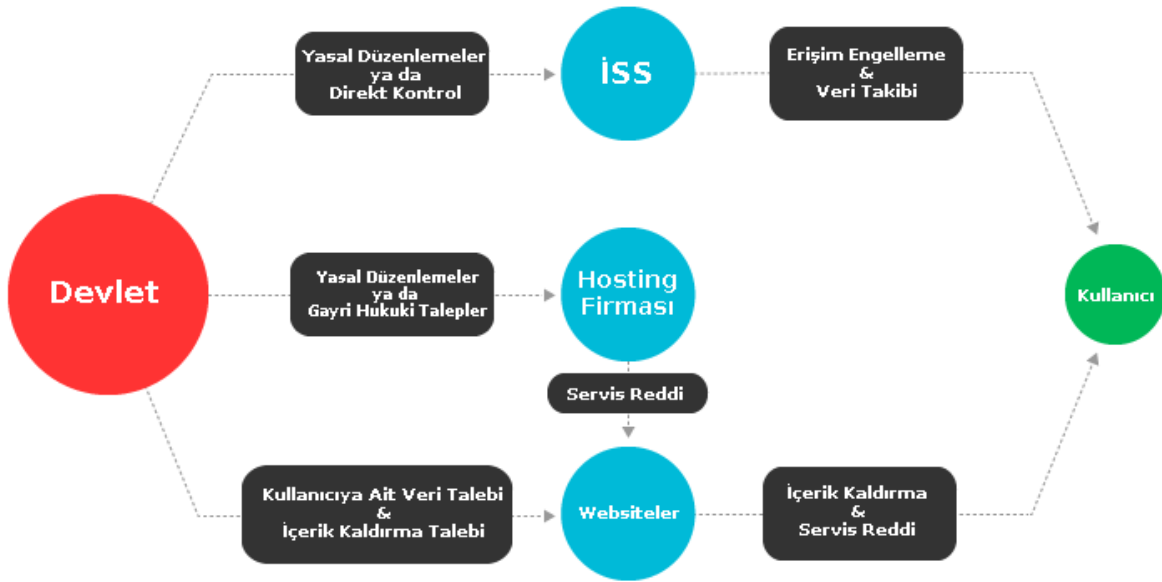 Yasal Düzenlemeler
ya da
Direkt Kontrol
İSS
Erişim Engelleme
&
Veri Takibi
Devlet
Yasal Düzenlemeler
ya da
Gayri Hukuki Talepler
Hosting
Firması
Kullanıcı
Servis Reddi
Kullanıcıya Ait Veri Talebi
&
İçerik Kaldırma Talebi
Websiteler
İçerik Kaldırma
&
Servis Reddi